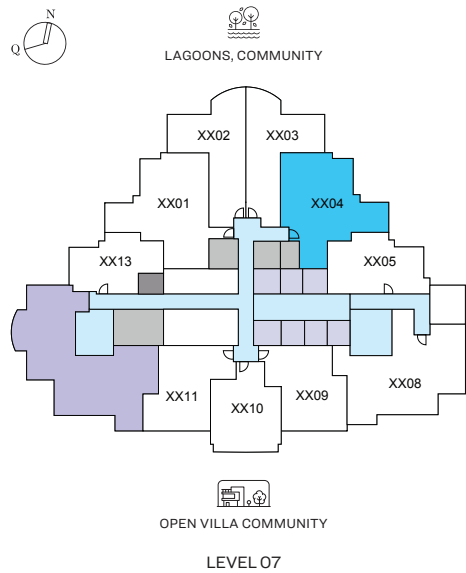 N
Q
LAGOONS, COMMUNITY
XX02 XX03
XX01 XX04
XX13 XX05
XX11 XX10 XX09 XX08
OPEN VILLA COMMUNITY
LEVEL 07